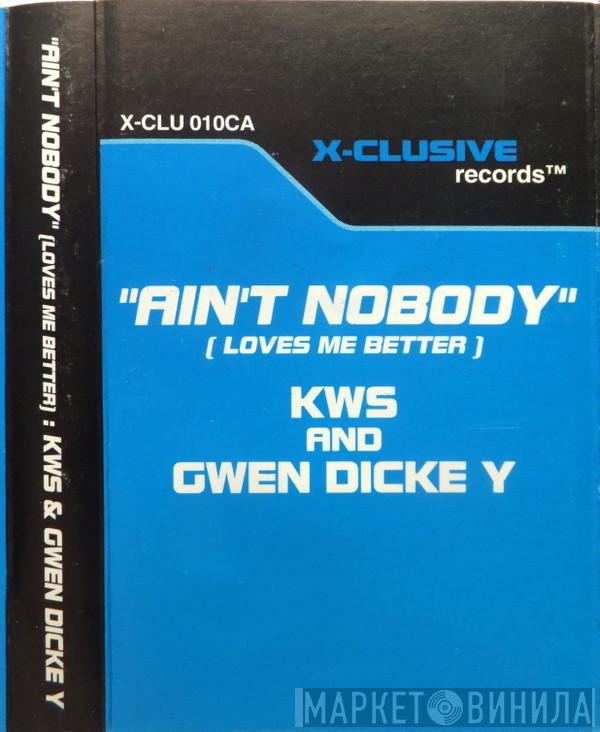 "AIN'T NOBODY" (LOVES ME BETTER) : KWS & GWEN DICKE Y
X-CLU 010CA
X-CLUSIVE
records™
"AIN'T NOBODY"
( LOVES ME BETTER )
KWS
AND
GWEN DICKE Y
МАРКЕТ ВИНИЛА